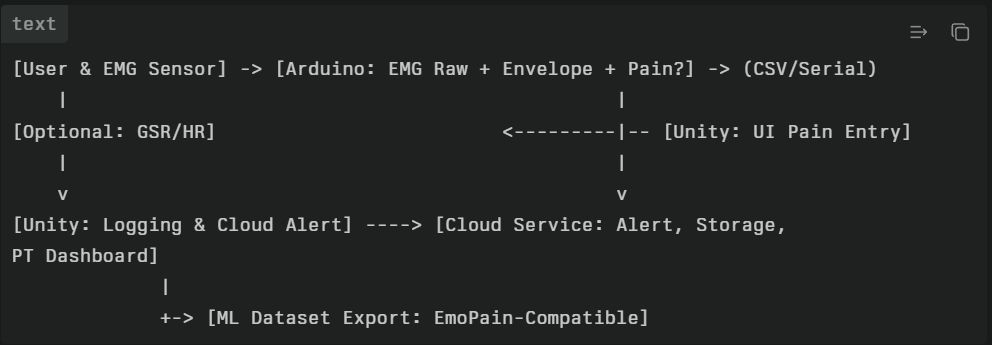 text
[User & EMG Sensor] -> [Arduino: EMG Raw + Envelope + Pain?] -> (CSV/Serial)
    |                                                 |
[Optional: GSR/HR]                          <---------|-- [Unity: UI Pain Entry]
    |                                                 |
    v                                                 v
[Unity: Logging & Cloud Alert] ----> [Cloud Service: Alert, Storage,
PT Dashboard]
             |
             +-> [ML Dataset Export: EmoPain-Compatible]